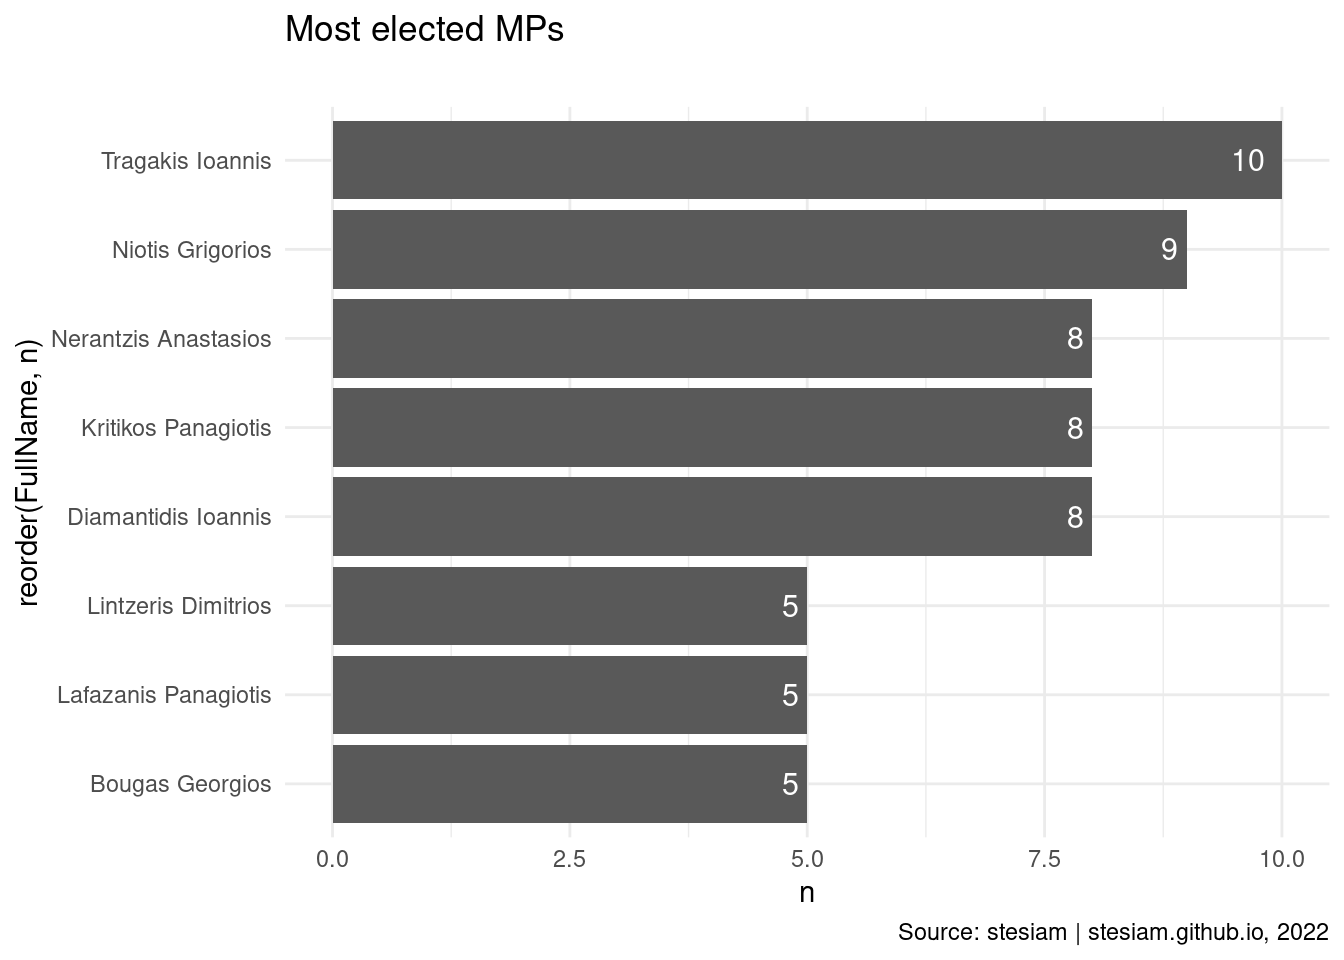 Most elected MPs
reorder(FullName, n)
Tragakis Ioannis
10
Niotis Grigorios
9
Nerantzis Anastasios
8
Kritikos Panagiotis
8
Diamantidis Ioannis
8
Lintzeris Dimitrios
5
Lafazanis Panagiotis
5
Bougas Georgios
5
0.0 2.5 5.0 7.5 10.0
n
Source: stesiam | stesiam.github.io, 2022